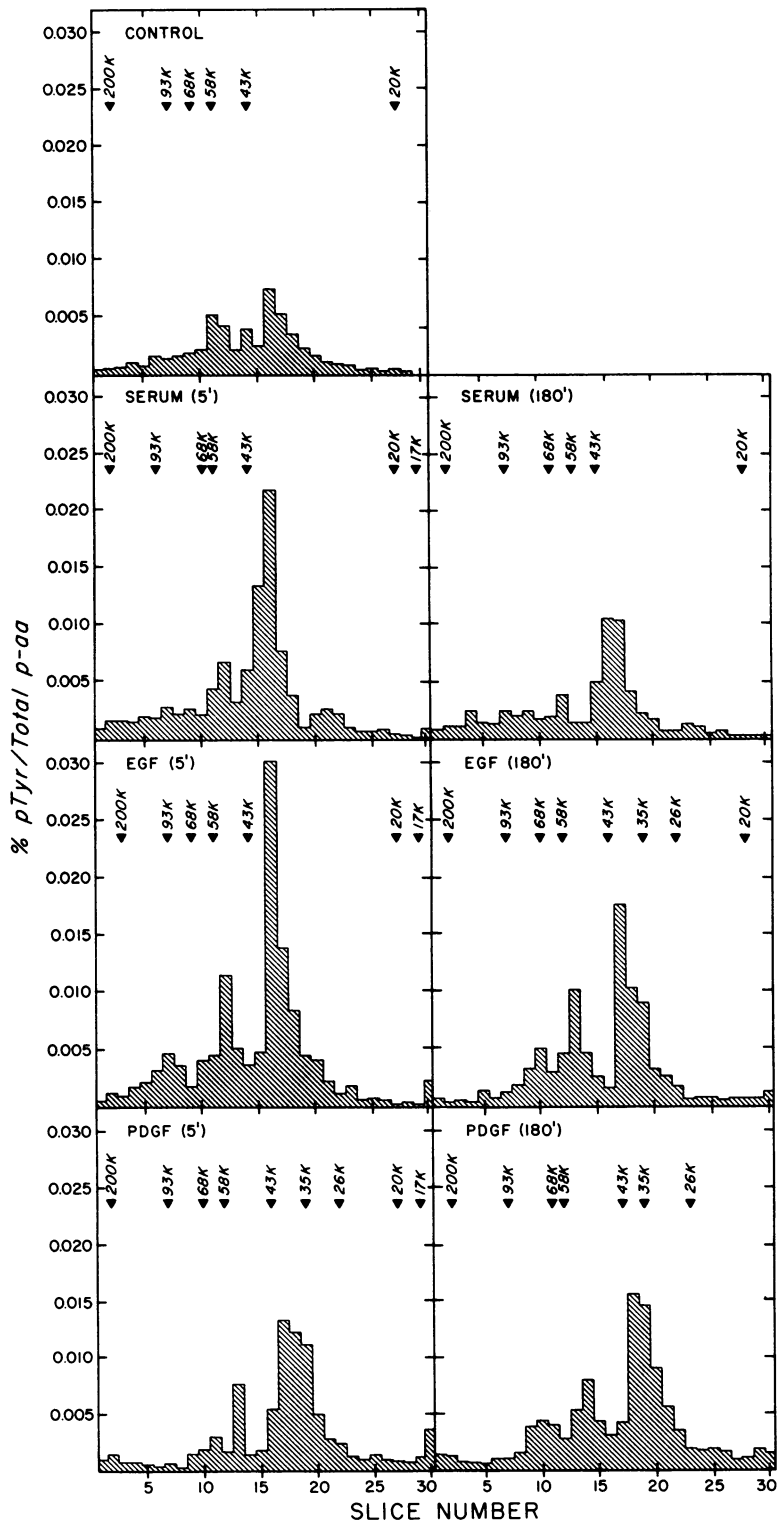 % pTyr/Total p-aa
CONTROL
0.030
0.025
0.020
0.015
0.010
0.005
200K 93K 68K 58K 43K 20K
SERUM (5')
0.030
0.025
0.020
0.015
0.010
0.005
200K 93K 68K 58K 43K 20K 17K
SERUM (180')
200K 93K 68K 58K 43K 20K
EGF (5')
0.030
0.025
0.020
0.015
0.010
0.005
200K 93K 68K 58K 43K 20K 17K
EGF (180')
200K 93K 68K 58K 43K 35K 26K 20K
PDGF (5')
0.030
0.025
0.020
0.015
0.010
0.005
200K 93K 68K 58K 43K 35K 26K 20K 17K
PDGF (180')
200K 93K 68K 58K 43K 35K 26K
5 10 15 20 25 30 5 10 15 20 25 30
SLICE NUMBER